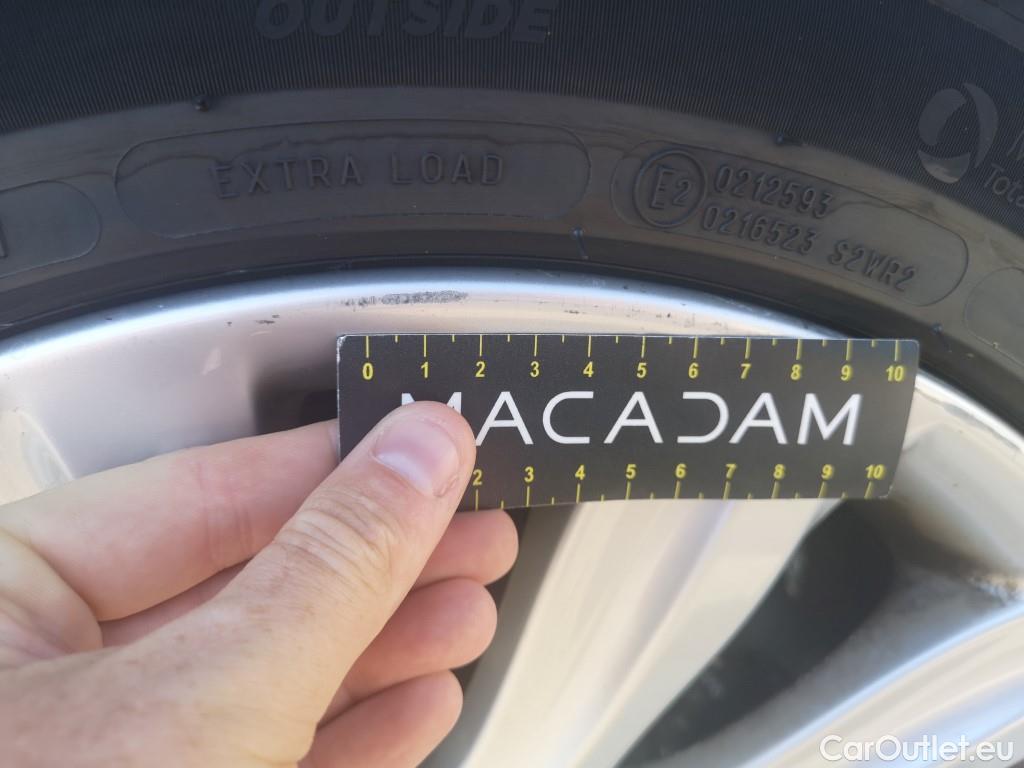 OUTSIDE
EXTRA LOAD
E2
0212593
0216523 S2WR2
0 1 2 3 4 5 6 7 8 9 10
MACADAM
2 3 4 5 6 7 8 9 10
CarOutlet.eu